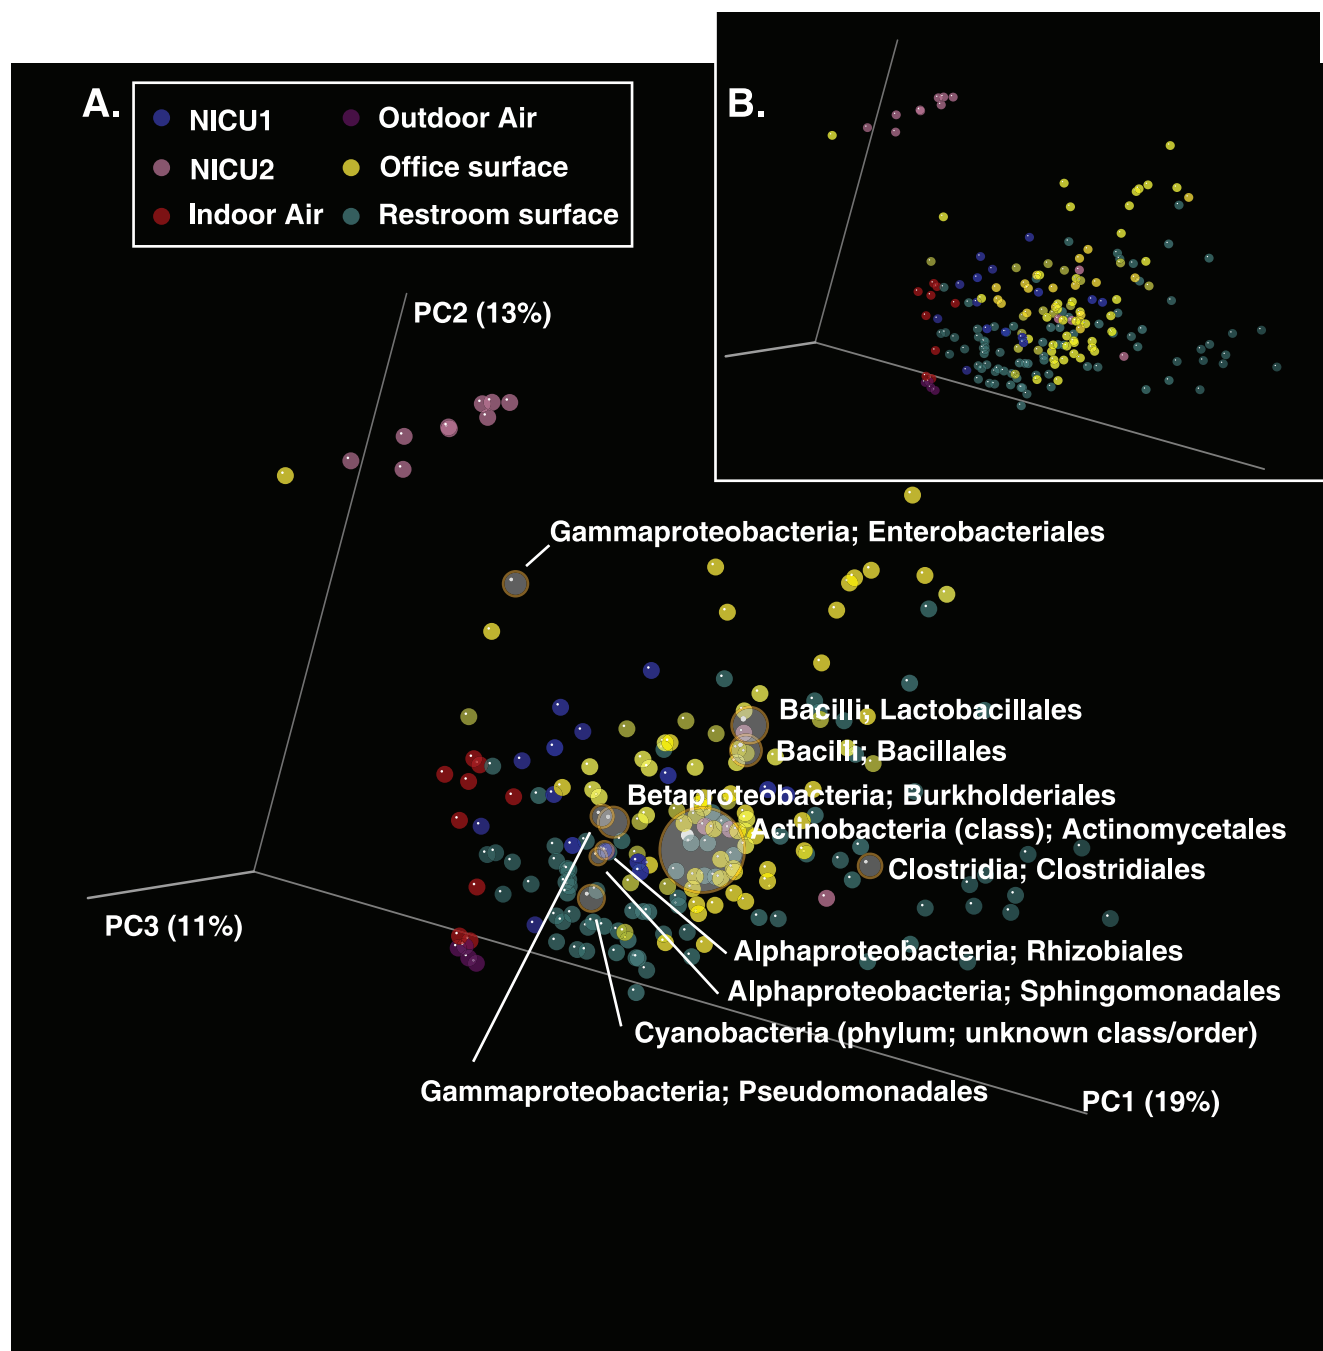 A.
NICU1
Outdoor Air
NICU2
Office surface
Indoor Air
Restroom surface
B.
PC2 (13%)
Gammaproteobacteria; Enterobacteriales
Bacilli; Lactobacillales
Bacilli; Bacillales
Betaproteobacteria; Burkholderiales
Actinobacteria (class); Actinomycetales
Clostridia; Clostridiales
PC3 (11%)
Alphaproteobacteria; Rhizobiales
Alphaproteobacteria; Sphingomonadales
Cyanobacteria (phylum; unknown class/order)
Gammaproteobacteria; Pseudomonadales
PC1 (19%)